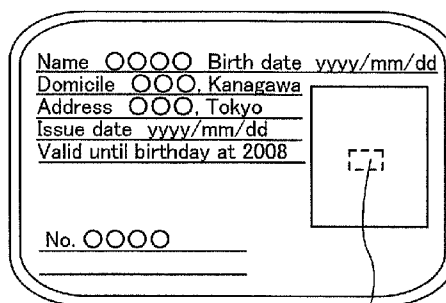 Name ○○○○ Birth date yyyy/mm/dd
Domicile ○○○, Kanagawa
Address ○○○, Tokyo
Issue date yyyy/mm/dd
Valid until birthday at 2008
No. ○○○○